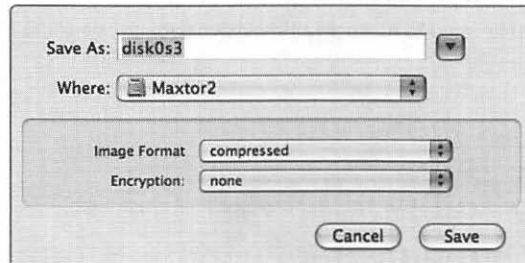 Save As: disk0s3
Where: Maxtor2
Image Format compressed
Encryption: none
Cancel Save